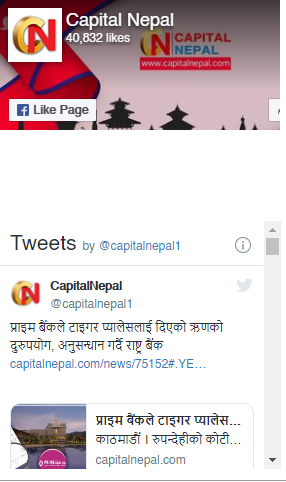 Capital Nepal
40,832 likes
CAPITAL
NEPAL
www.capitalnepal.com
Like Page
Tweets by @capitalnepal1
CapitalNepal
@capitalnepal1
प्राइम बैंकले टाइगर प्यालेसलाई दिएको ऋणको
दुरुपयोग, अनुसन्धान गर्दै राष्ट्र बैंक
capitalnepal.com/news/75152#.YE…
प्राइम बैंकले टाइगर प्यालेस…
काठमाडौं । रुपन्देहीको कोटी…
capitalnepal.com